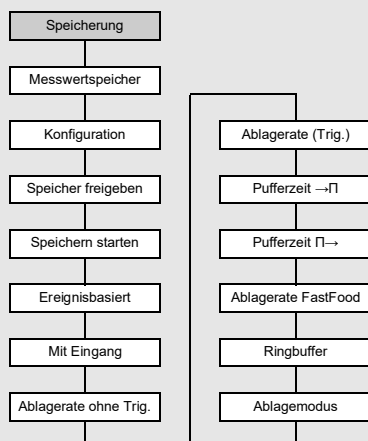 Speicherung
Messwertspeicher
Konfiguration
Speicher freigeben
Speichern starten
Ereignisbasiert
Mit Eingang
Ablagerate ohne Trig.
Ablagerate (Trig.)
Pufferzeit →Π
Pufferzeit Π→
Ablagerate FastFood
Ringbuffer
Ablagemodus